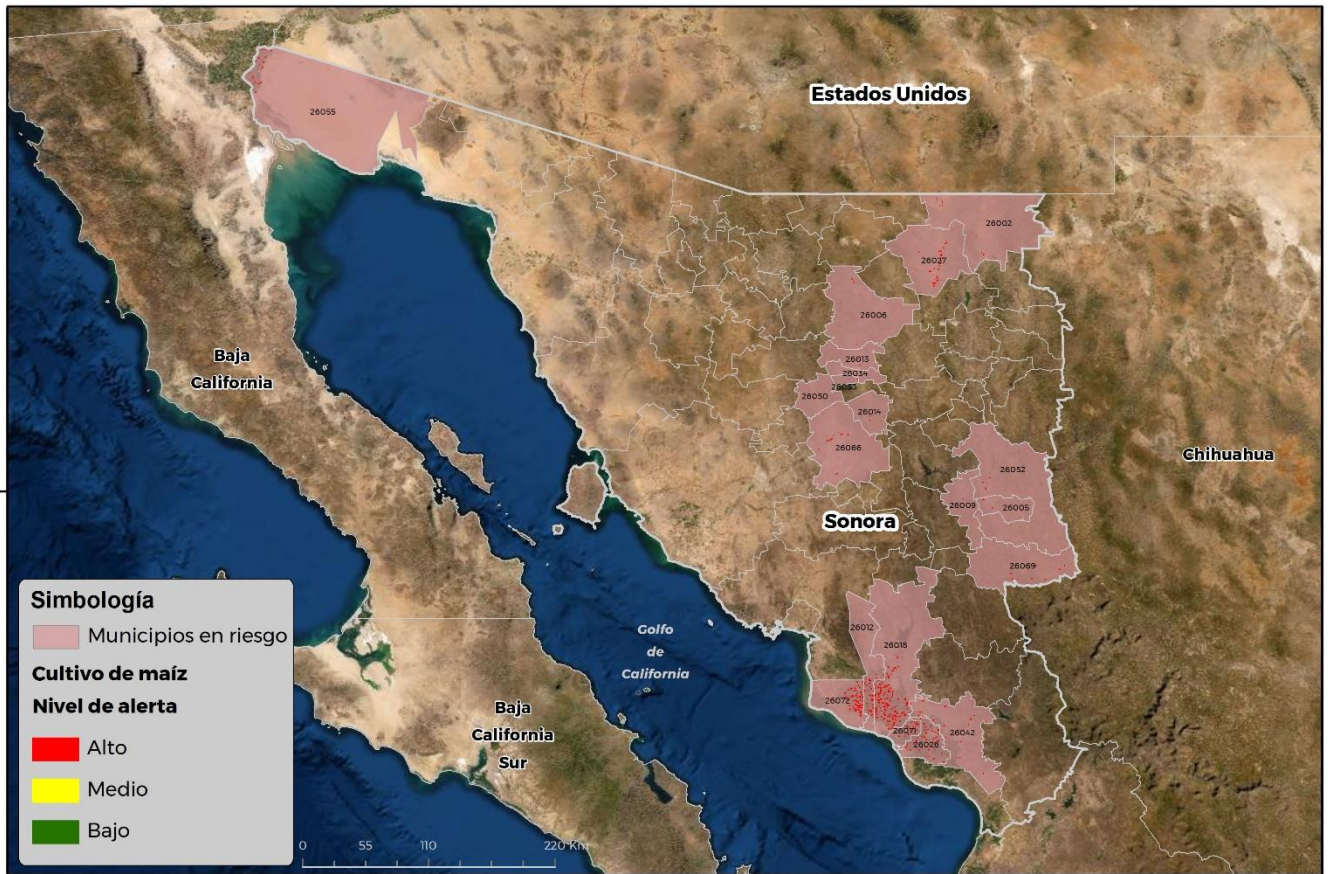 Estados Unidos
26055
26002
26027
26006
26013
26034
26050
26014
26066
Baja
California
Chihuahua
26052
26009
26005
Sonora
26069
26012
26018
Golfo
de
California
26072
26071
26026
26042
Baja
California
Sur
Simbología
Municipios en riesgo
Cultivo de maíz
Nivel de alerta
Alto
Medio
Bajo
0 55 110 220 Km